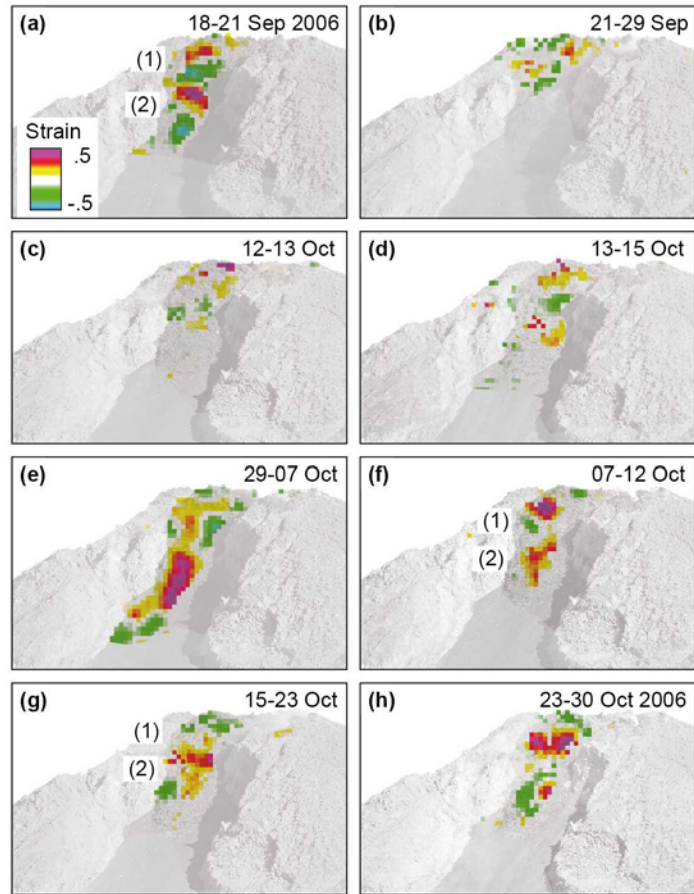 (a) 18-21 Sep 2006
(1)
(2)
Strain
.5
-.5
(b) 21-29 Sep
(c) 12-13 Oct
(d) 13-15 Oct
(e) 29-07 Oct
(f) 07-12 Oct
(1)
(2)
(g) 15-23 Oct
(1)
(2)
(h) 23-30 Oct 2006